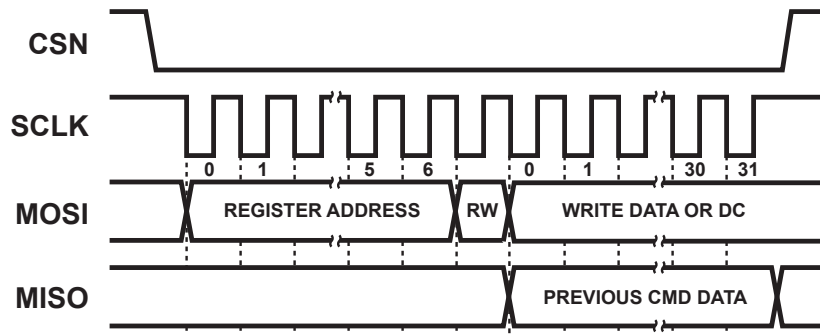 CSN
SCLK
0 1 5 6 0 1 30 31
MOSI REGISTER ADDRESS RW WRITE DATA OR DC
MISO PREVIOUS CMD DATA